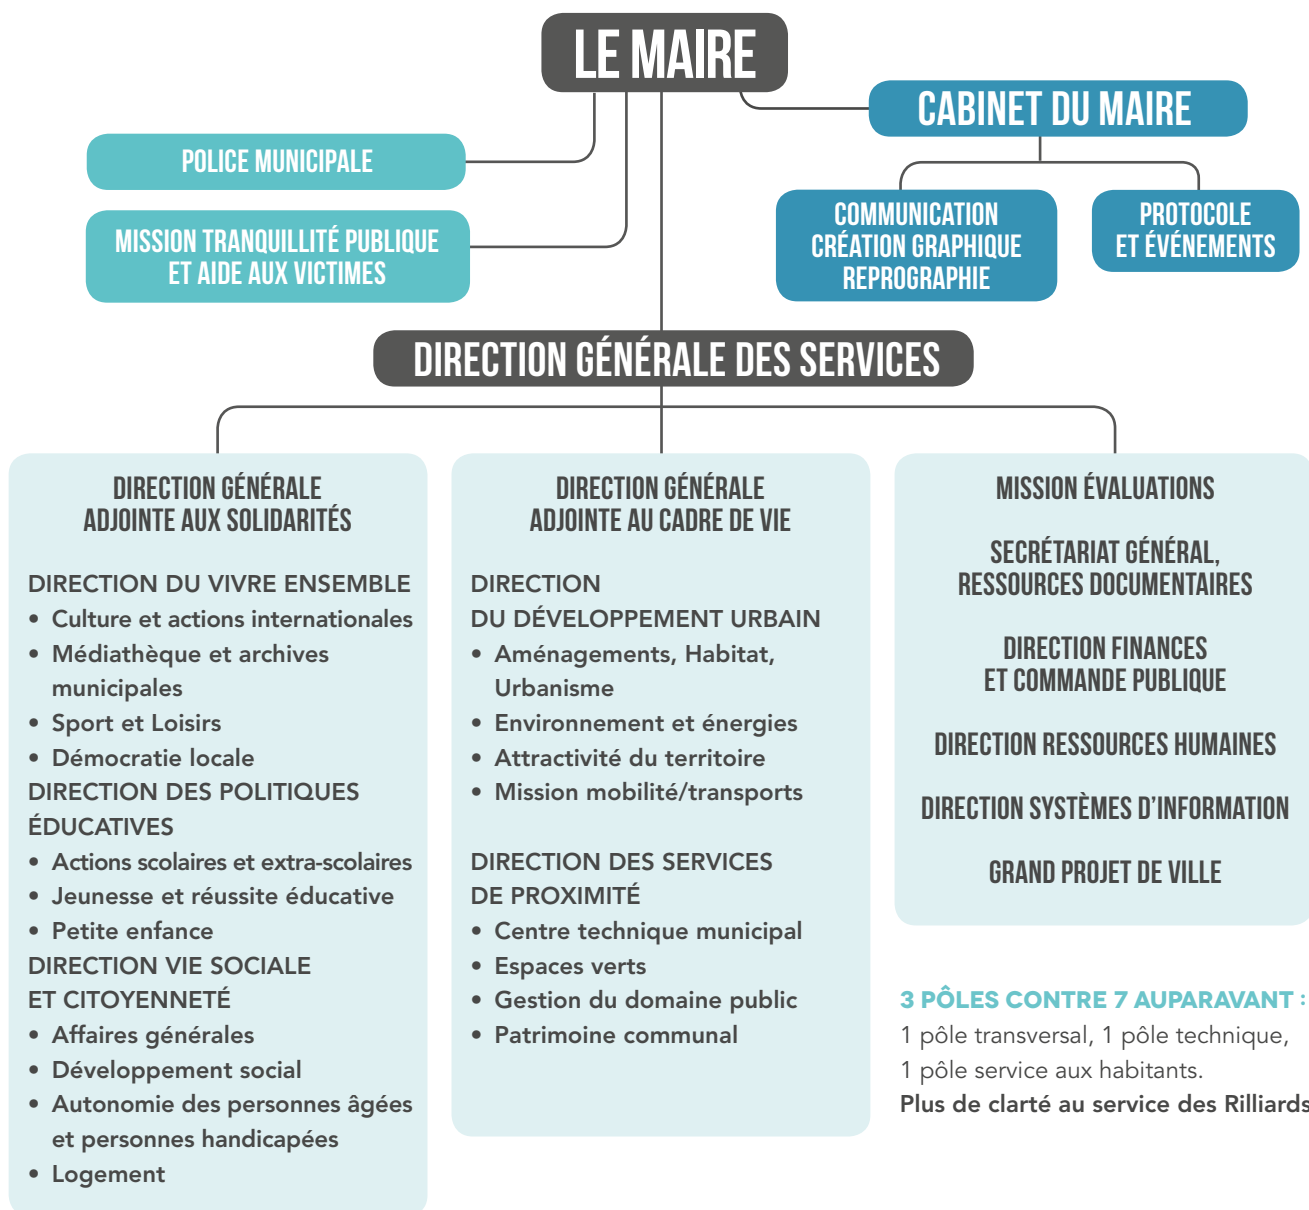 LE MAIRE
CABINET DU MAIRE
POLICE MUNICIPALE
MISSION TRANQUILLITÉ PUBLIQUE
ET AIDE AUX VICTIMES
COMMUNICATION
CRÉATION GRAPHIQUE
REPROGRAPHIE
PROTOCOLE
ET ÉVÉNEMENTS
DIRECTION GÉNÉRALE DES SERVICES
DIRECTION GÉNÉRALE
ADJOINTE AUX SOLIDARITÉS
DIRECTION DU VIVRE ENSEMBLE
• Culture et actions internationales
• Médiathèque et archives
municipales
• Sport et Loisirs
• Démocratie locale
DIRECTION DES POLITIQUES
ÉDUCATIVES
• Actions scolaires et extra-scolaires
• Jeunesse et réussite éducative
• Petite enfance
DIRECTION VIE SOCIALE
ET CITOYENNETÉ
• Affaires générales
• Développement social
• Autonomie des personnes âgées
et personnes handicapées
• Logement
DIRECTION GÉNÉRALE
ADJOINTE AU CADRE DE VIE
DIRECTION
DU DÉVELOPPEMENT URBAIN
• Aménagements, Habitat,
Urbanisme
• Environnement et énergies
• Attractivité du territoire
• Mission mobilité/transports
DIRECTION DES SERVICES
DE PROXIMITÉ
• Centre technique municipal
• Espaces verts
• Gestion du domaine public
• Patrimoine communal
MISSION ÉVALUATIONS
SECRÉTARIAT GÉNÉRAL,
RESSOURCES DOCUMENTAIRES
DIRECTION FINANCES
ET COMMANDE PUBLIQUE
DIRECTION RESSOURCES HUMAINES
DIRECTION SYSTÈMES D'INFORMATION
GRAND PROJET DE VILLE
3 PÔLES CONTRE 7 AUPARAVANT :
1 pôle transversal, 1 pôle technique,
1 pôle service aux habitants.
Plus de clarté au service des Rilliards